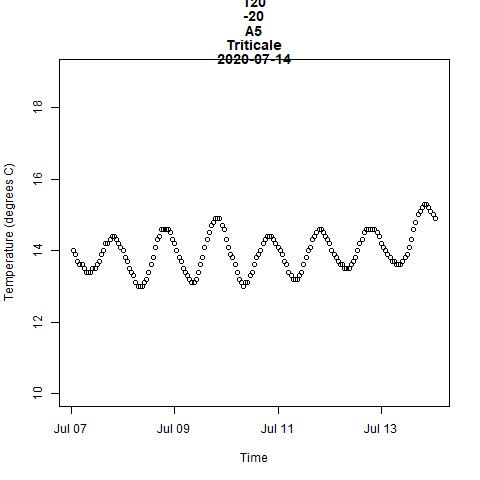 120
-20
A5
Triticale
2020-07-14
18
16
14
12
10
Temperature (degrees C)
Jul 07
Jul 09
Jul 11
Jul 13
Time